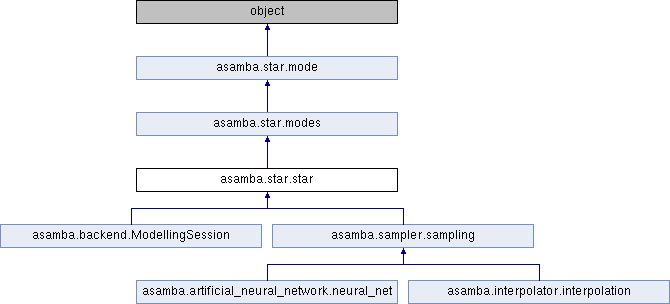 object
asamba.star.mode
asamba.star.modes
asamba.star.star
asamba.backend.ModellingSession
asamba.sampler.sampling
asamba.artificial_neural_network.neural_net
asamba.interpolator.interpolation